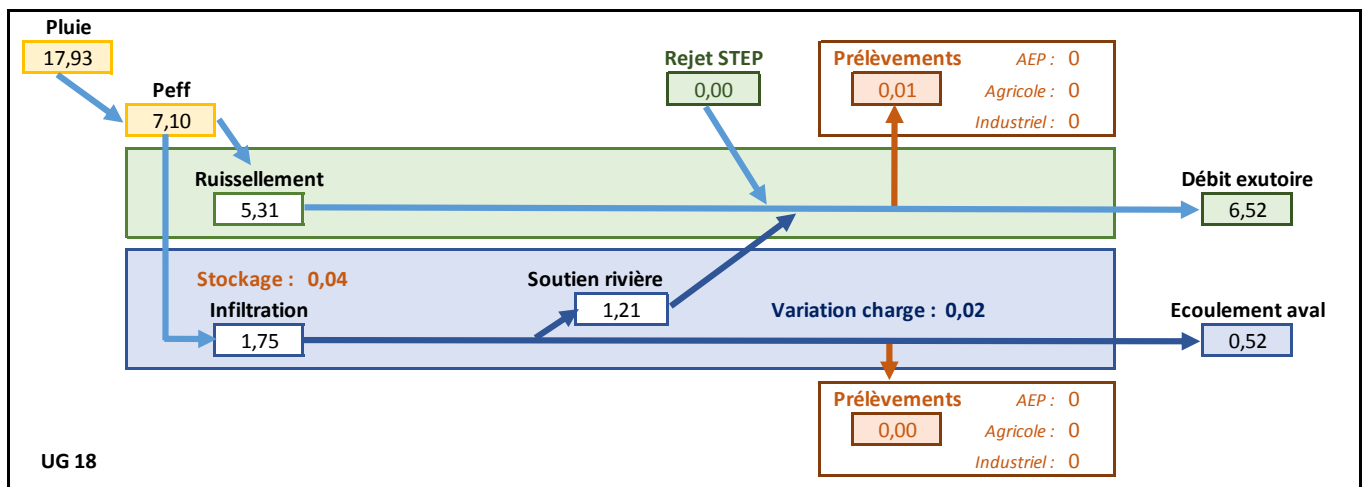 Pluie
17,93
Peff
7,10
Rejet STEP
0,00
Prélèvements
0,01
AEP : 0
Agricole : 0
Industriel : 0
Ruissellement
5,31
Débit exutoire
6,52
Stockage : 0,04
Infiltration
1,75
Soutien rivière
1,21
Variation charge : 0,02
Ecoulement aval
0,52
Prélèvements
0,00
AEP : 0
Agricole : 0
Industriel : 0
UG 18